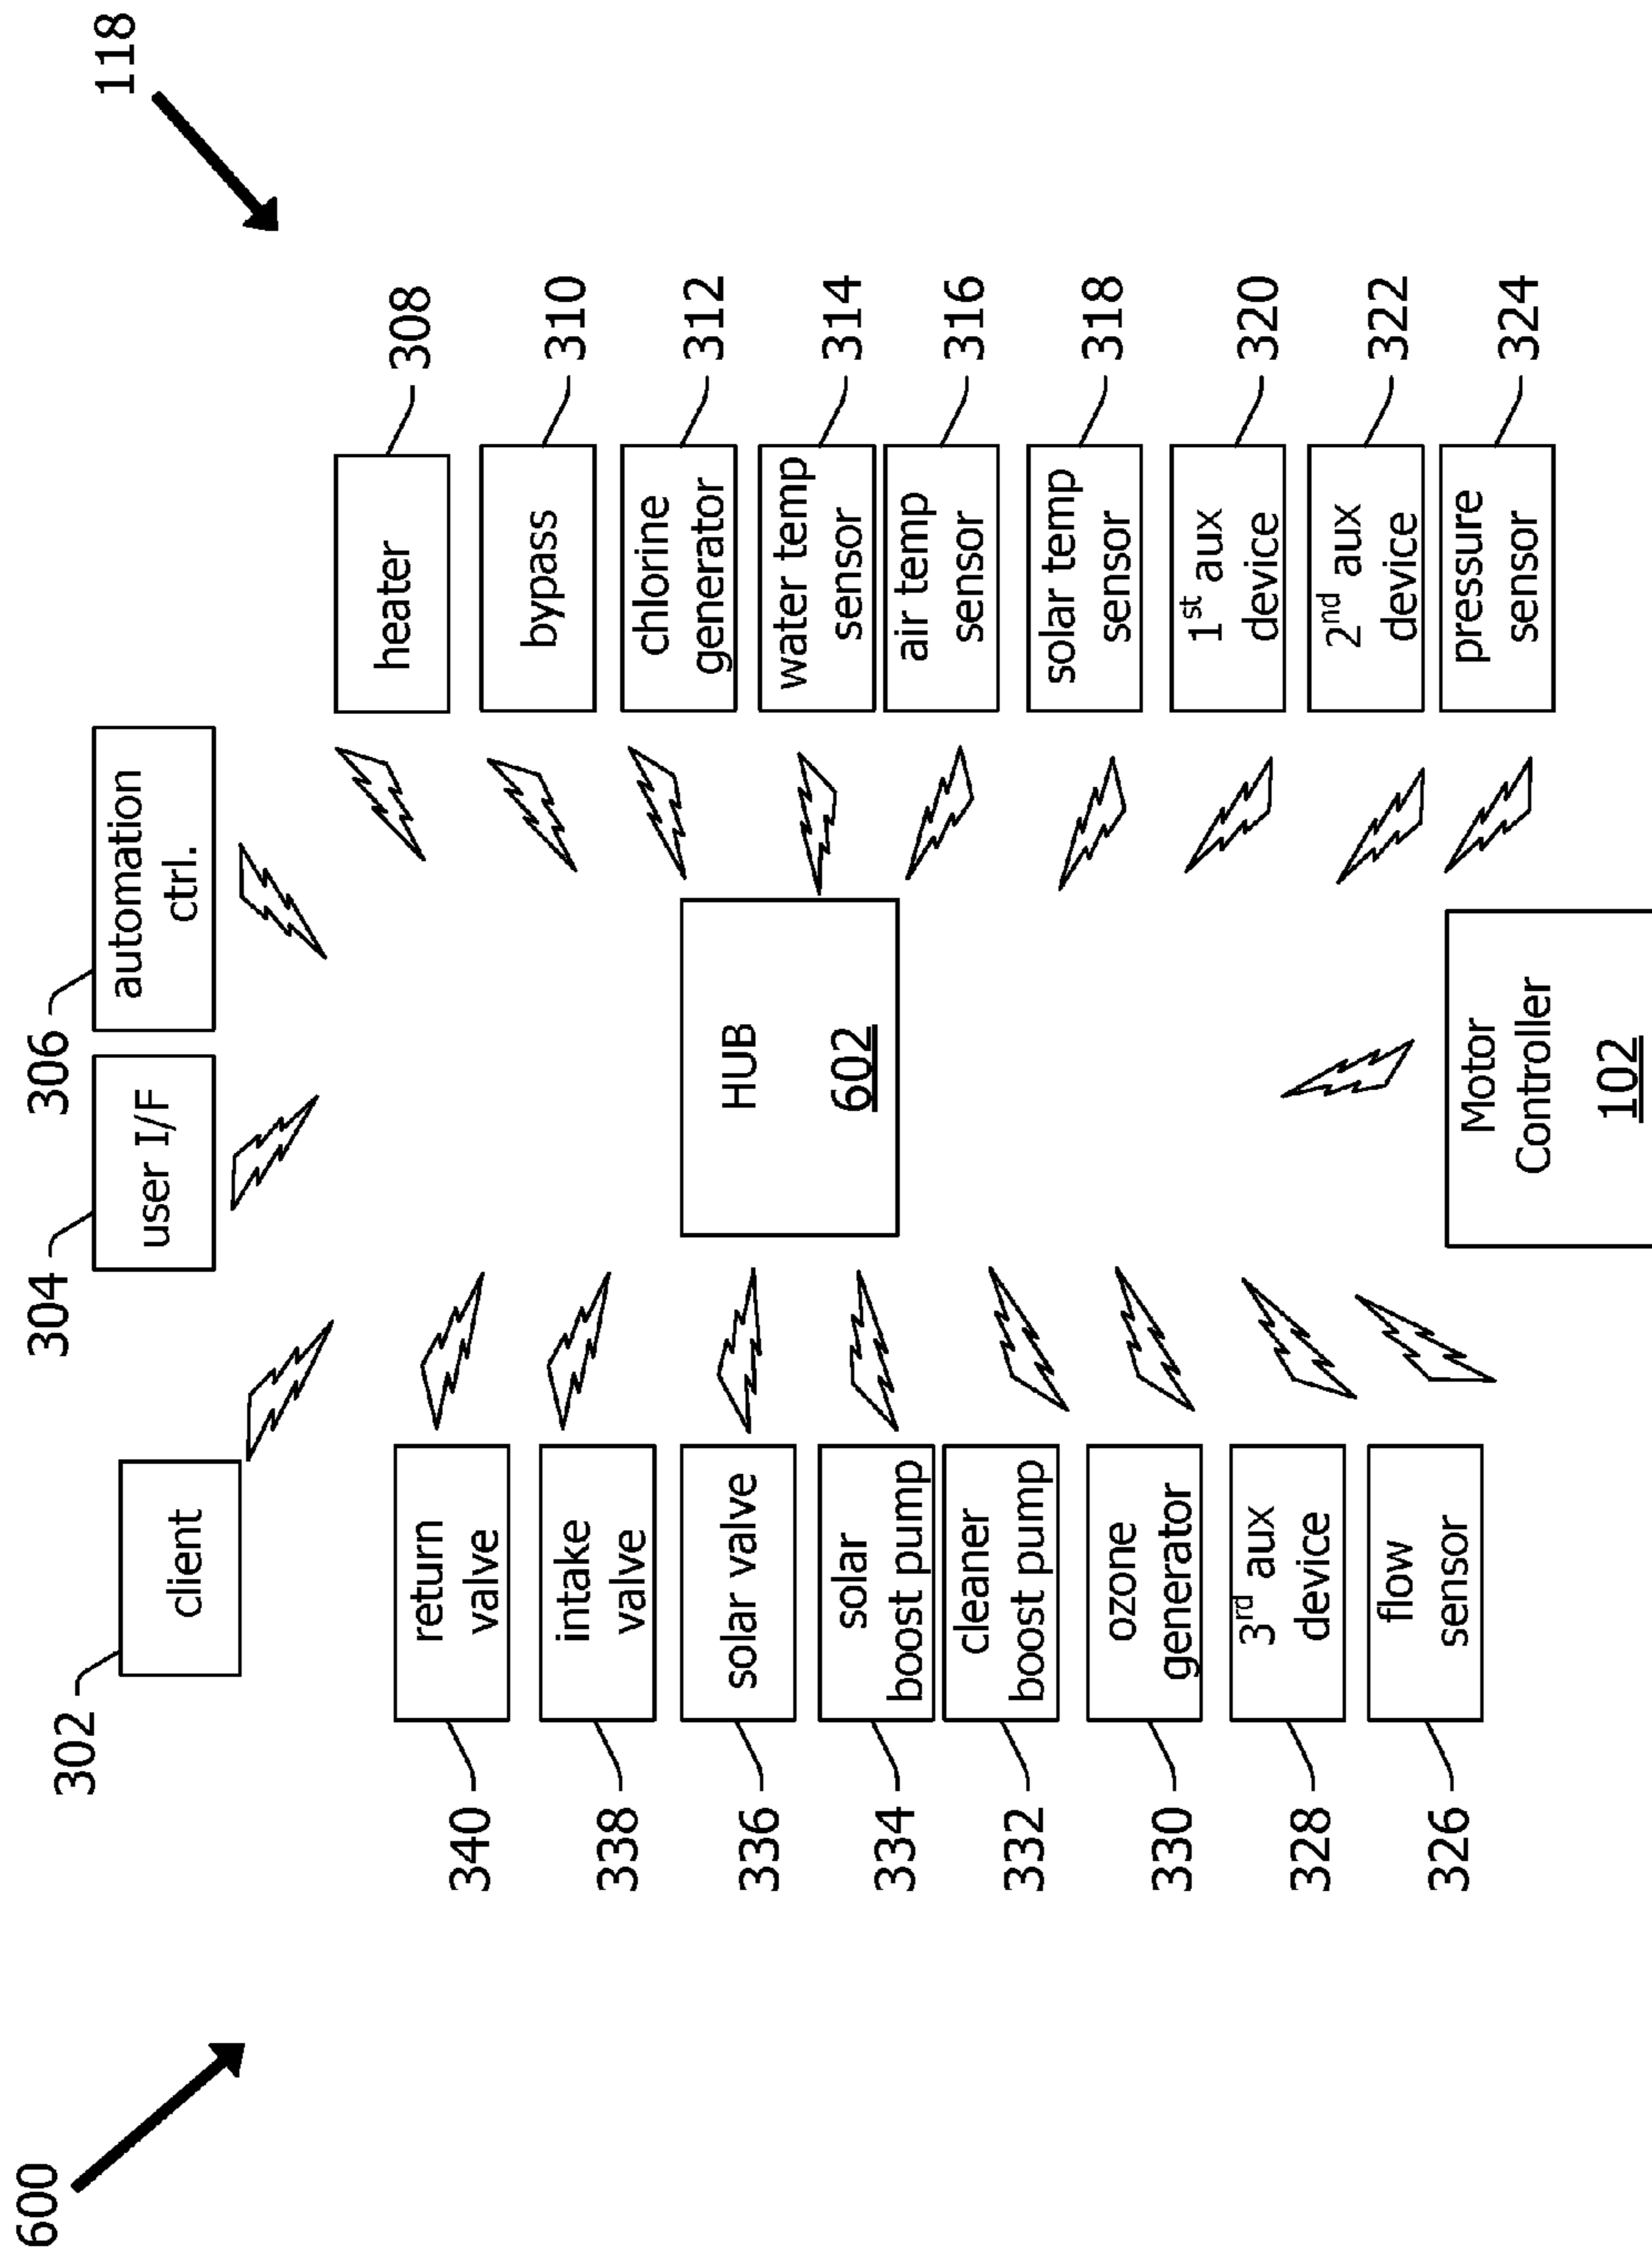 600
118
302
client
304
user I/F
306
automation
ctrl.
340
return
valve
338
intake
valve
336
solar valve
334
solar
boost pump
332
cleaner
boost pump
330
ozone
generator
328
3rd aux
device
326
flow
sensor
HUB
602
heater
308
bypass
310
chlorine
generator
312
water temp
sensor
314
air temp
sensor
316
solar temp
sensor
318
1st aux
device
320
2nd aux
device
322
pressure
sensor
324
Motor
Controller
102